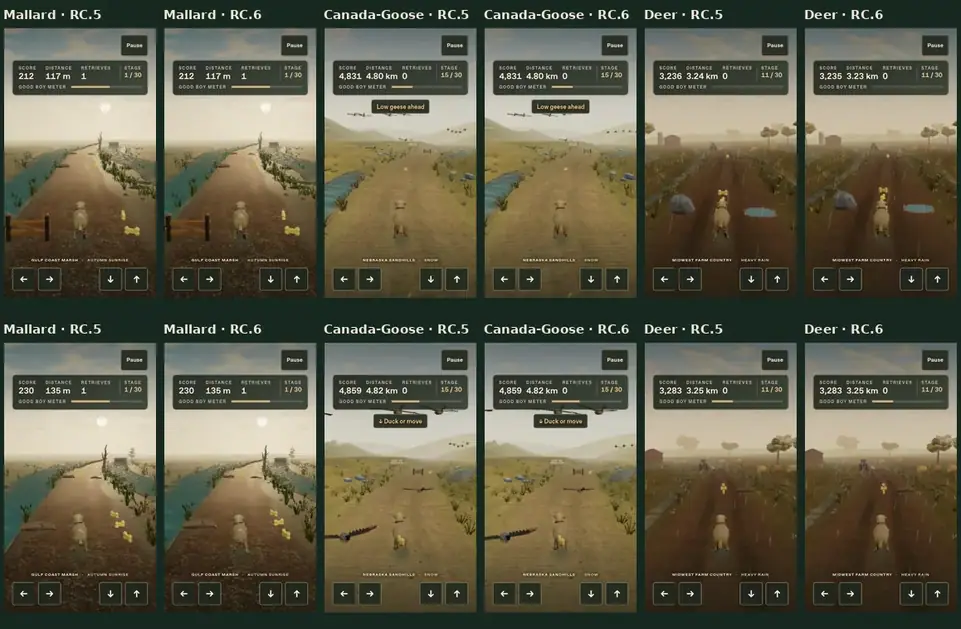 Mallard · RC.5
Pause
SCORE DISTANCE RETRIEVES STAGE
212 117 m 1 1 / 30
GOOD BOY METER
GULF COAST MARSH · AUTUMN SUNRISE
← → ↓ ↑
Mallard · RC.6
Pause
SCORE DISTANCE RETRIEVES STAGE
212 117 m 1 1 / 30
GOOD BOY METER
GULF COAST MARSH · AUTUMN SUNRISE
← → ↓ ↑
Canada-Goose · RC.5
Pause
SCORE DISTANCE RETRIEVES STAGE
4,831 4.80 km 0 15 / 30
GOOD BOY METER
Low geese ahead
NEBRASKA SANDHILLS · SNOW
← → ↓ ↑
Canada-Goose · RC.6
Pause
SCORE DISTANCE RETRIEVES STAGE
4,831 4.80 km 0 15 / 30
GOOD BOY METER
Low geese ahead
NEBRASKA SANDHILLS · SNOW
← → ↓ ↑
Deer · RC.5
Pause
SCORE DISTANCE RETRIEVES STAGE
3,236 3.24 km 0 11 / 30
GOOD BOY METER
MIDWEST FARM COUNTRY · HEAVY RAIN
← → ↓ ↑
Deer · RC.6
Pause
SCORE DISTANCE RETRIEVES STAGE
3,235 3.23 km 0 11 / 30
GOOD BOY METER
MIDWEST FARM COUNTRY · HEAVY RAIN
← → ↓ ↑
Mallard · RC.5
Pause
SCORE DISTANCE RETRIEVES STAGE
230 135 m 1 1 / 30
GOOD BOY METER
GULF COAST MARSH · AUTUMN SUNRISE
← → ↓ ↑
Mallard · RC.6
Pause
SCORE DISTANCE RETRIEVES STAGE
230 135 m 1 1 / 30
GOOD BOY METER
GULF COAST MARSH · AUTUMN SUNRISE
← → ↓ ↑
Canada-Goose · RC.5
Pause
SCORE DISTANCE RETRIEVES STAGE
4,859 4.82 km 0 15 / 30
GOOD BOY METER
↓ Duck or move
NEBRASKA SANDHILLS · SNOW
← → ↓ ↑
Canada-Goose · RC.6
Pause
SCORE DISTANCE RETRIEVES STAGE
4,859 4.82 km 0 15 / 30
GOOD BOY METER
↓ Duck or move
NEBRASKA SANDHILLS · SNOW
← → ↓ ↑
Deer · RC.5
Pause
SCORE DISTANCE RETRIEVES STAGE
3,283 3.25 km 0 11 / 30
GOOD BOY METER
MIDWEST FARM COUNTRY · HEAVY RAIN
← → ↓ ↑
Deer · RC.6
Pause
SCORE DISTANCE RETRIEVES STAGE
3,283 3.25 km 0 11 / 30
GOOD BOY METER
MIDWEST FARM COUNTRY · HEAVY RAIN
← → ↓ ↑